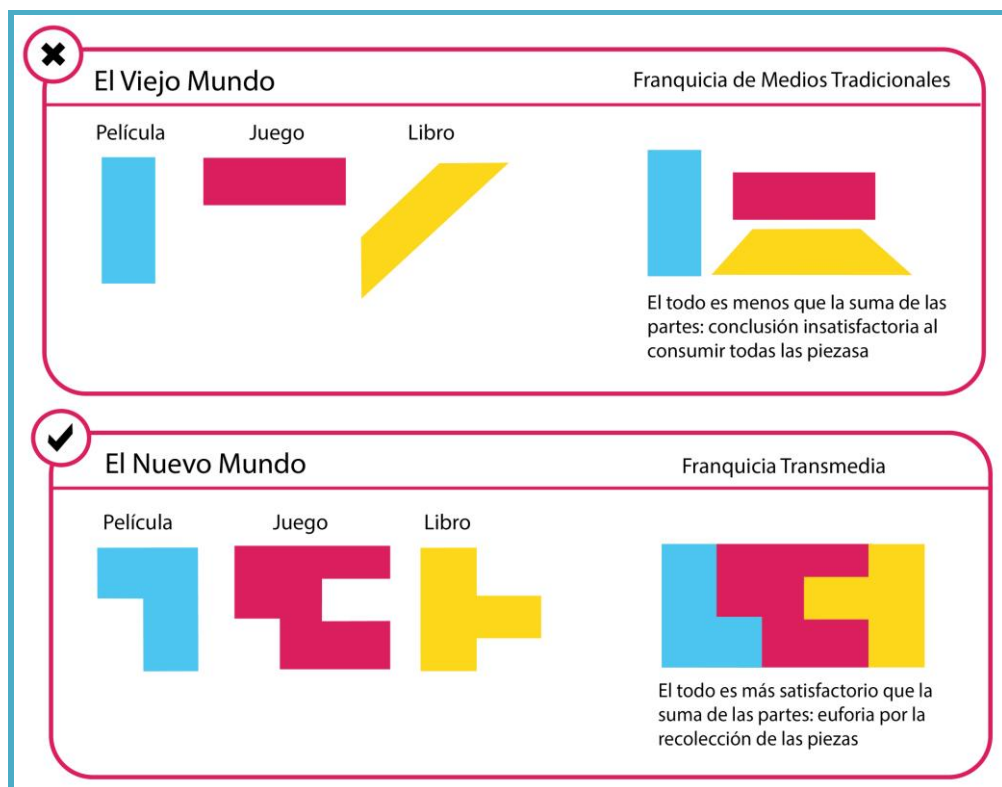 El Viejo Mundo
Franquicia de Medios Tradicionales
Película
Juego
Libro
El todo es menos que la suma de las
partes: conclusión insatisfactoria al
consumir todas las piezasa
El Nuevo Mundo
Franquicia Transmedia
Película
Juego
Libro
El todo es más satisfactorio que la
suma de las partes: euforia por la
recolección de las piezas